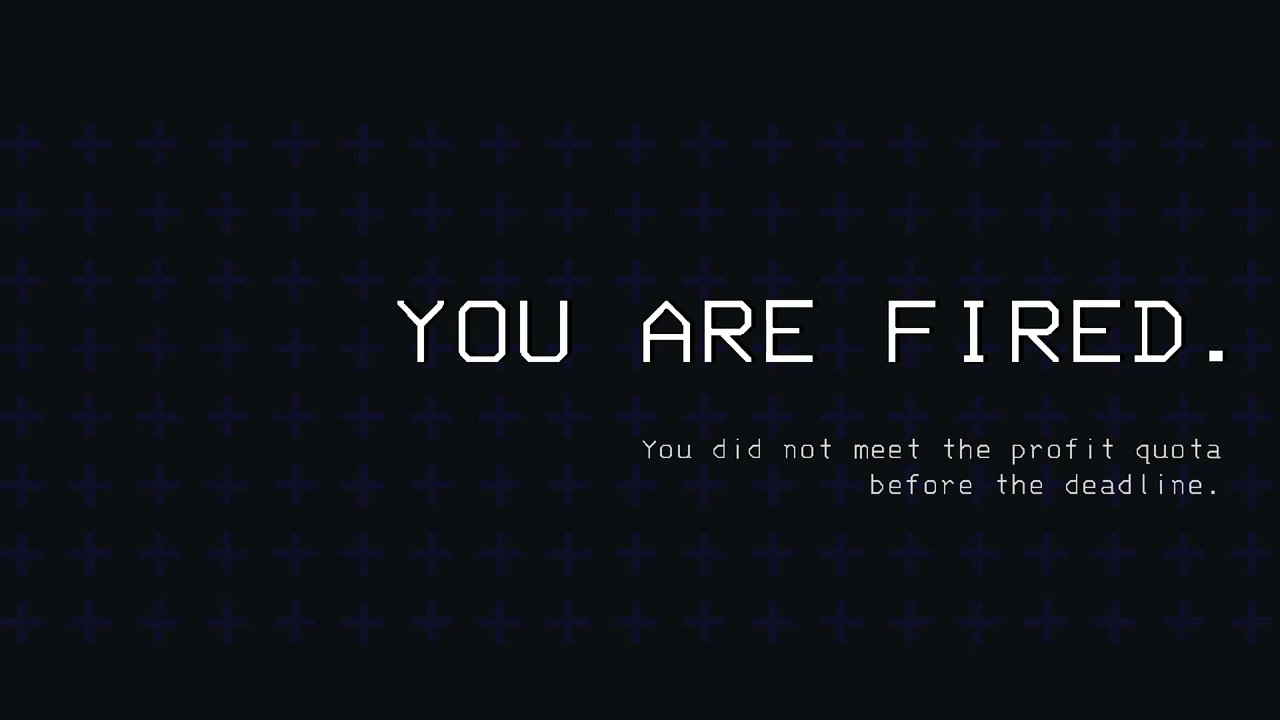 YOU ARE FIRED.
You did not meet the profit quota
before the deadline.